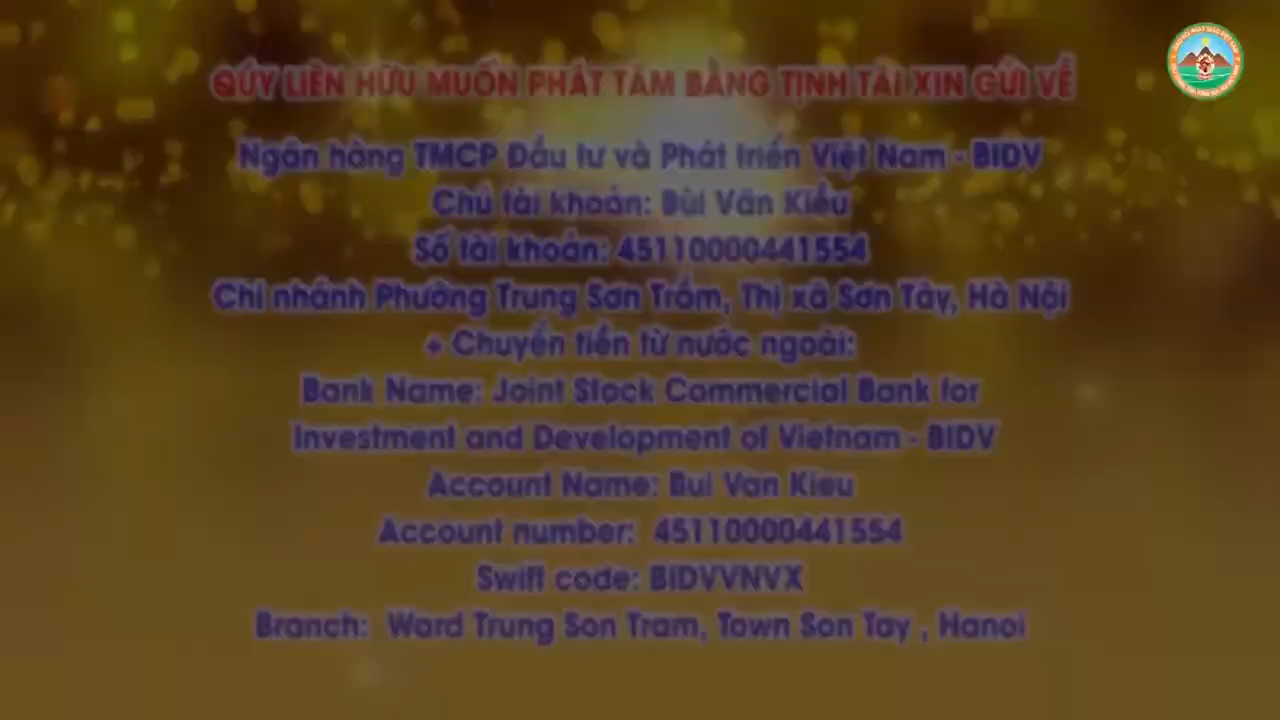 QUÝ LIÊN HỮU MUỐN PHÁT TÂM BẰNG TỊNH TÀI XIN GỬI VỀ
Ngân hàng TMCP Đầu tư và Phát triển Việt Nam - BIDV
Chủ tài khoản: Bùi Văn Kiều
Số tài khoản: 45110000441554
Chi nhánh Phường Trung Sơn Trầm, Thị xã Sơn Tây, Hà Nội
+ Chuyển tiền từ nước ngoài:
Bank Name: Joint Stock Commercial Bank for
Investment and Development of Vietnam - BIDV
Account Name: Bui Van Kieu
Account number: 45110000441554
Swift code: BIDVVNVX
Branch: Ward Trung Son Tram, Town Son Tay , Hanoi